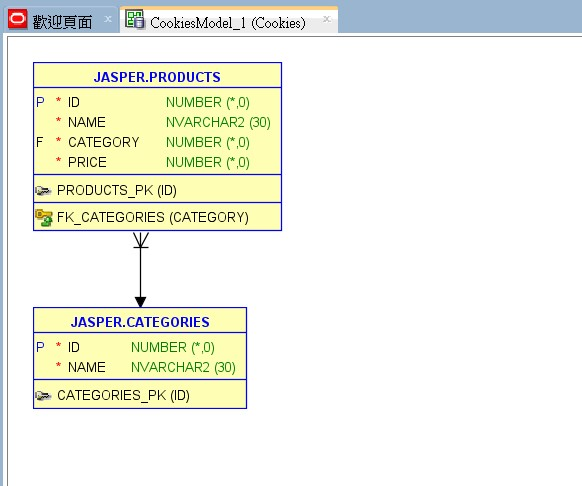 歡迎頁面
CookiesModel_1 (Cookies)
JASPER.PRODUCTS
P * ID NUMBER (*,0)
* NAME NVARCHAR2 (30)
F * CATEGORY NUMBER (*,0)
* PRICE NUMBER (*,0)
PRODUCTS_PK (ID)
FK_CATEGORIES (CATEGORY)
JASPER.CATEGORIES
P * ID NUMBER (*,0)
* NAME NVARCHAR2 (30)
CATEGORIES_PK (ID)